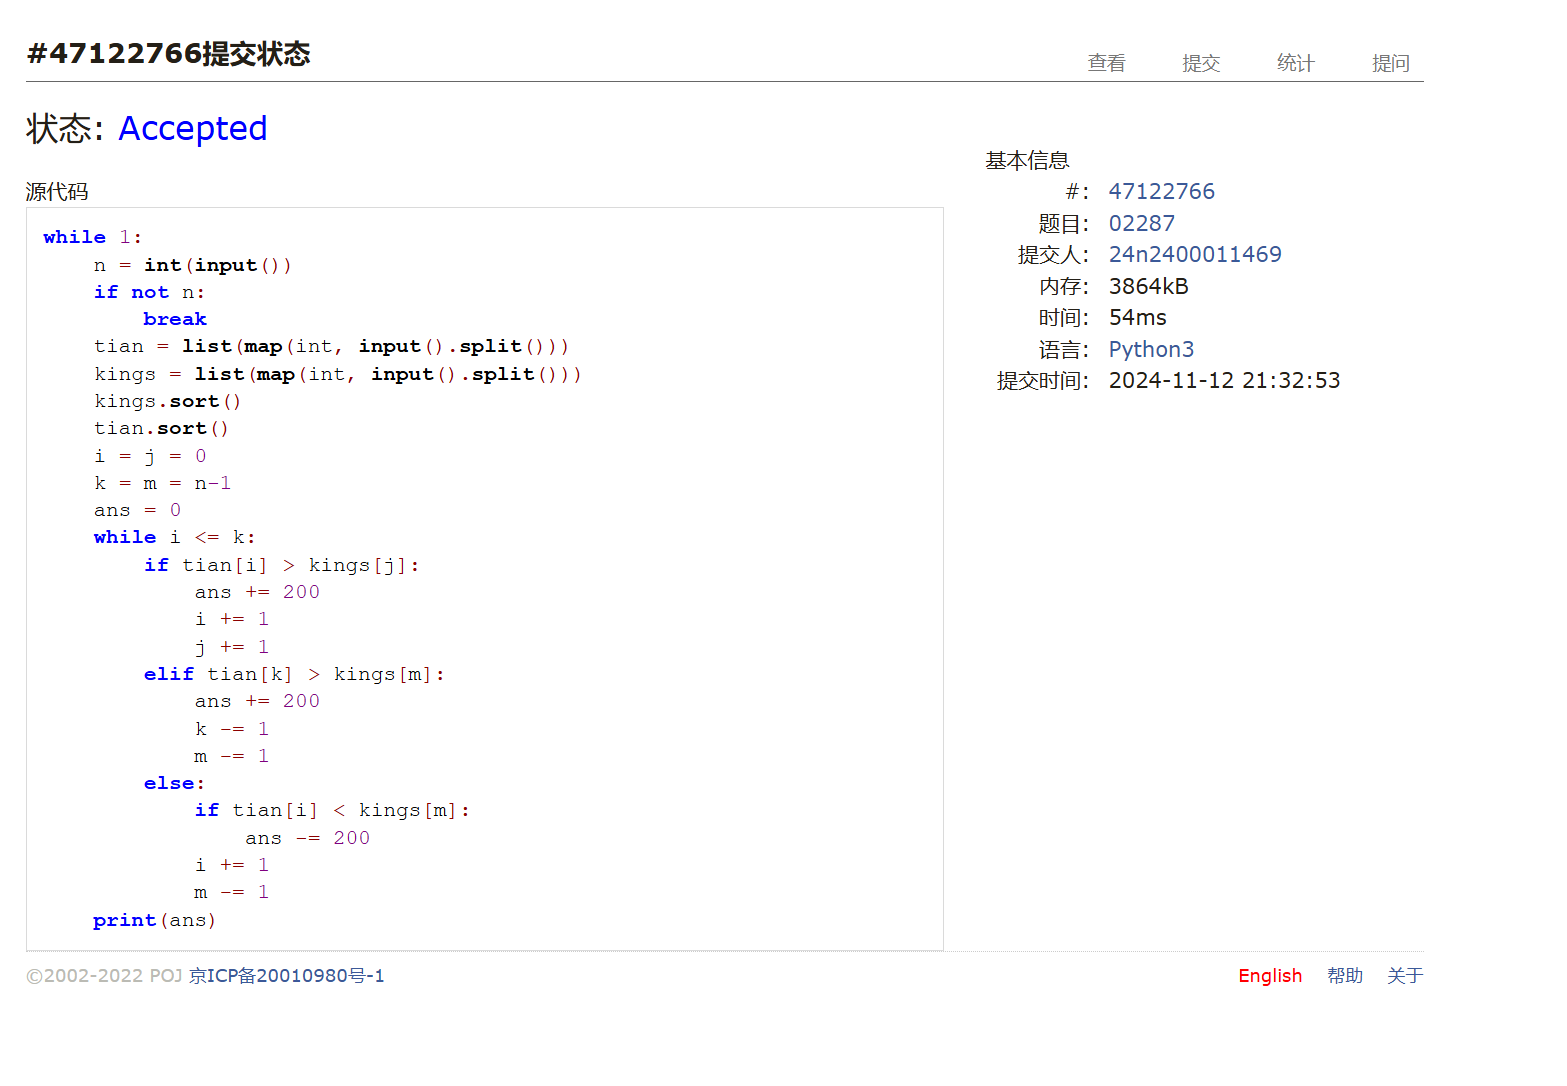 #47122766提交状态
查看 提交 统计 提问
状态: Accepted
源代码
while 1:
    n = int(input())
    if not n:
        break
    tian = list(map(int, input().split()))
    kings = list(map(int, input().split()))
    kings.sort()
    tian.sort()
    i = j = 0
    k = m = n-1
    ans = 0
    while i <= k:
        if tian[i] > kings[j]:
            ans += 200
            i += 1
            j += 1
        elif tian[k] > kings[m]:
            ans += 200
            k -= 1
            m -= 1
        else:
            if tian[i] < kings[m]:
                ans -= 200
            i += 1
            m -= 1
    print(ans)
基本信息
#: 47122766
题目: 02287
提交人: 24n2400011469
内存: 3864kB
时间: 54ms
语言: Python3
提交时间: 2024-11-12 21:32:53
©2002-2022 POJ 京ICP备20010980号-1
English 帮助 关于